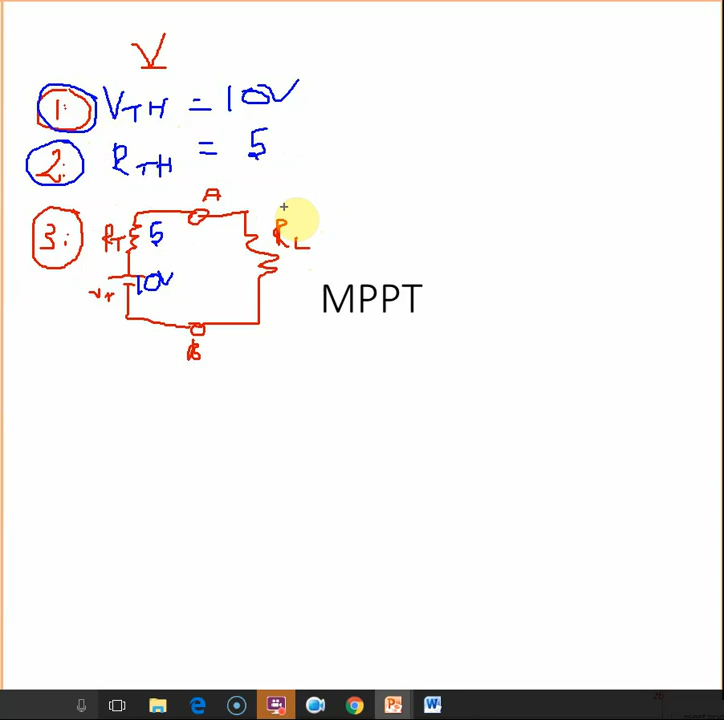 V
1. VTH = 10V
2. RTH = 5
A
3. RT 5 RL
VT 10V
MPPT
B